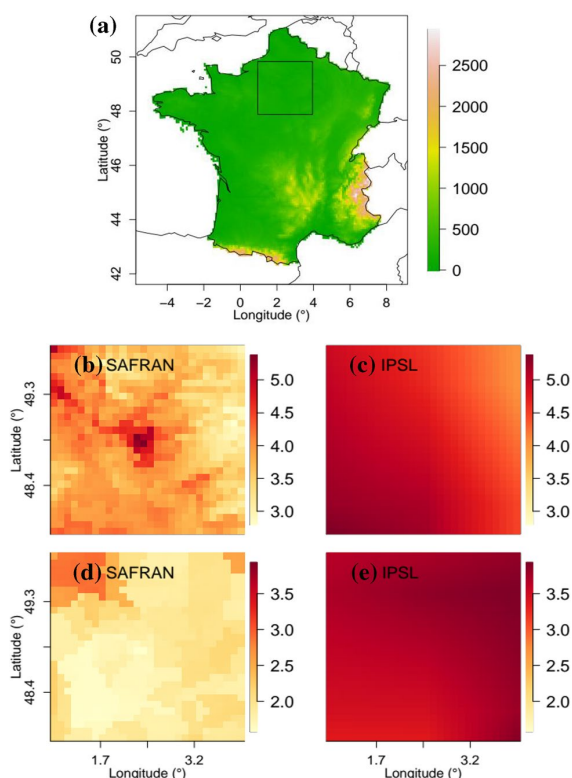 (a)
50
48
46
44
42
Latitude (°)
−4 −2 0 2 4 6 8
Longitude (°)
2500
2000
1500
1000
500
0
(b) SAFRAN
49.3
48.4
Latitude (°)
5.0
4.5
4.0
3.5
3.0
(c) IPSL
5.0
4.5
4.0
3.5
3.0
(d) SAFRAN
49.3
48.4
Latitude (°)
1.7 3.2
Longitude (°)
3.5
3.0
2.5
2.0
(e) IPSL
1.7 3.2
Longitude (°)
3.5
3.0
2.5
2.0